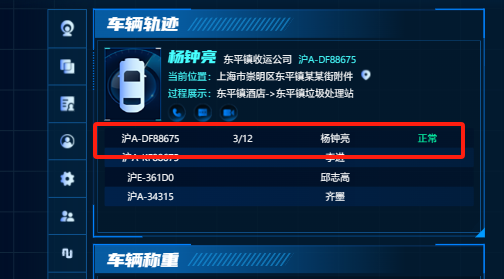 车辆轨迹
杨钟亮 东平镇收运公司 沪A-DF88675
当前位置： 上海市崇明区东平镇某某街附件
过程展示： 东平镇酒店->东平镇垃圾处理站
沪A-DF88675 3/12 杨钟亮 正常
沪A-KF88675 李进
沪E-361D0 邱志高
沪A-34315 齐墨
车辆称重